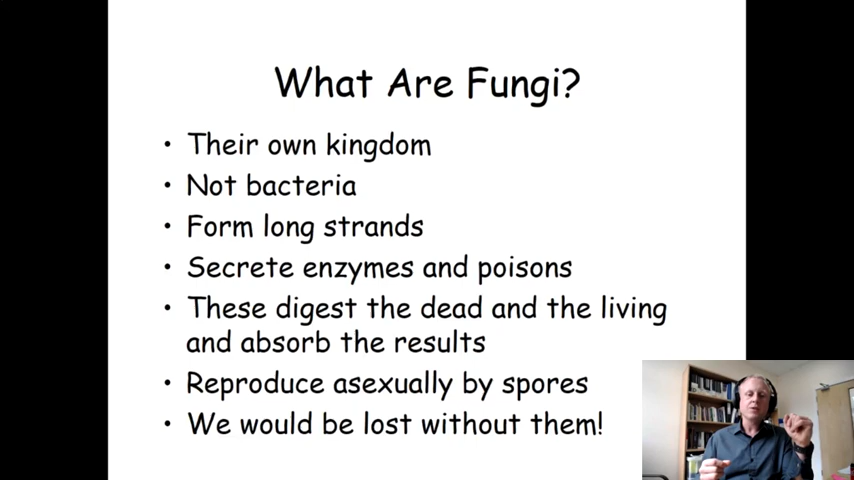 What Are Fungi?
• Their own kingdom
• Not bacteria
• Form long strands
• Secrete enzymes and poisons
• These digest the dead and the living
and absorb the results
• Reproduce asexually by spores
• We would be lost without them!